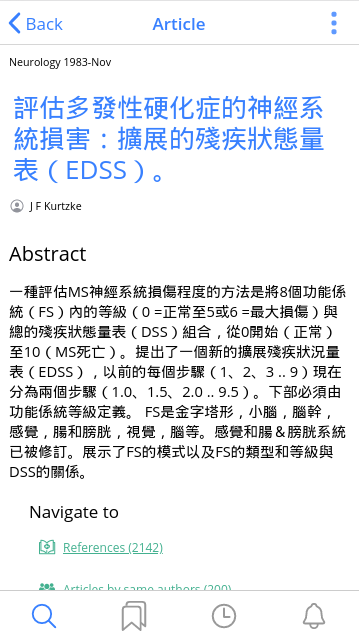 Back
Article
Neurology 1983-Nov
評估多發性硬化症的神經系
統損害：擴展的殘疾狀態量
表（EDSS）。
J F Kurtzke
Abstract
一種評估MS神經系統損傷程度的方法是將8個功能係
統（FS）內的等級（0 =正常至5或6 =最大損傷）與
總的殘疾狀態量表（DSS）組合，從0開始（正常）
至10（MS死亡）。提出了一個新的擴展殘疾狀況量
表（EDSS），以前的每個步驟（1、2、3 .. 9）現在
分為兩個步驟（1.0、1.5、2.0 .. 9.5）。下部必須由
功能係統等級定義。 FS是金字塔形，小腦，腦幹，
感覺，腸和膀胱，視覺，腦等。感覺和腸＆膀胱系統
已被修訂。展示了FS的模式以及FS的類型和等級與
DSS的關係。
Navigate to
References (2142)
Articles by same authors (200)